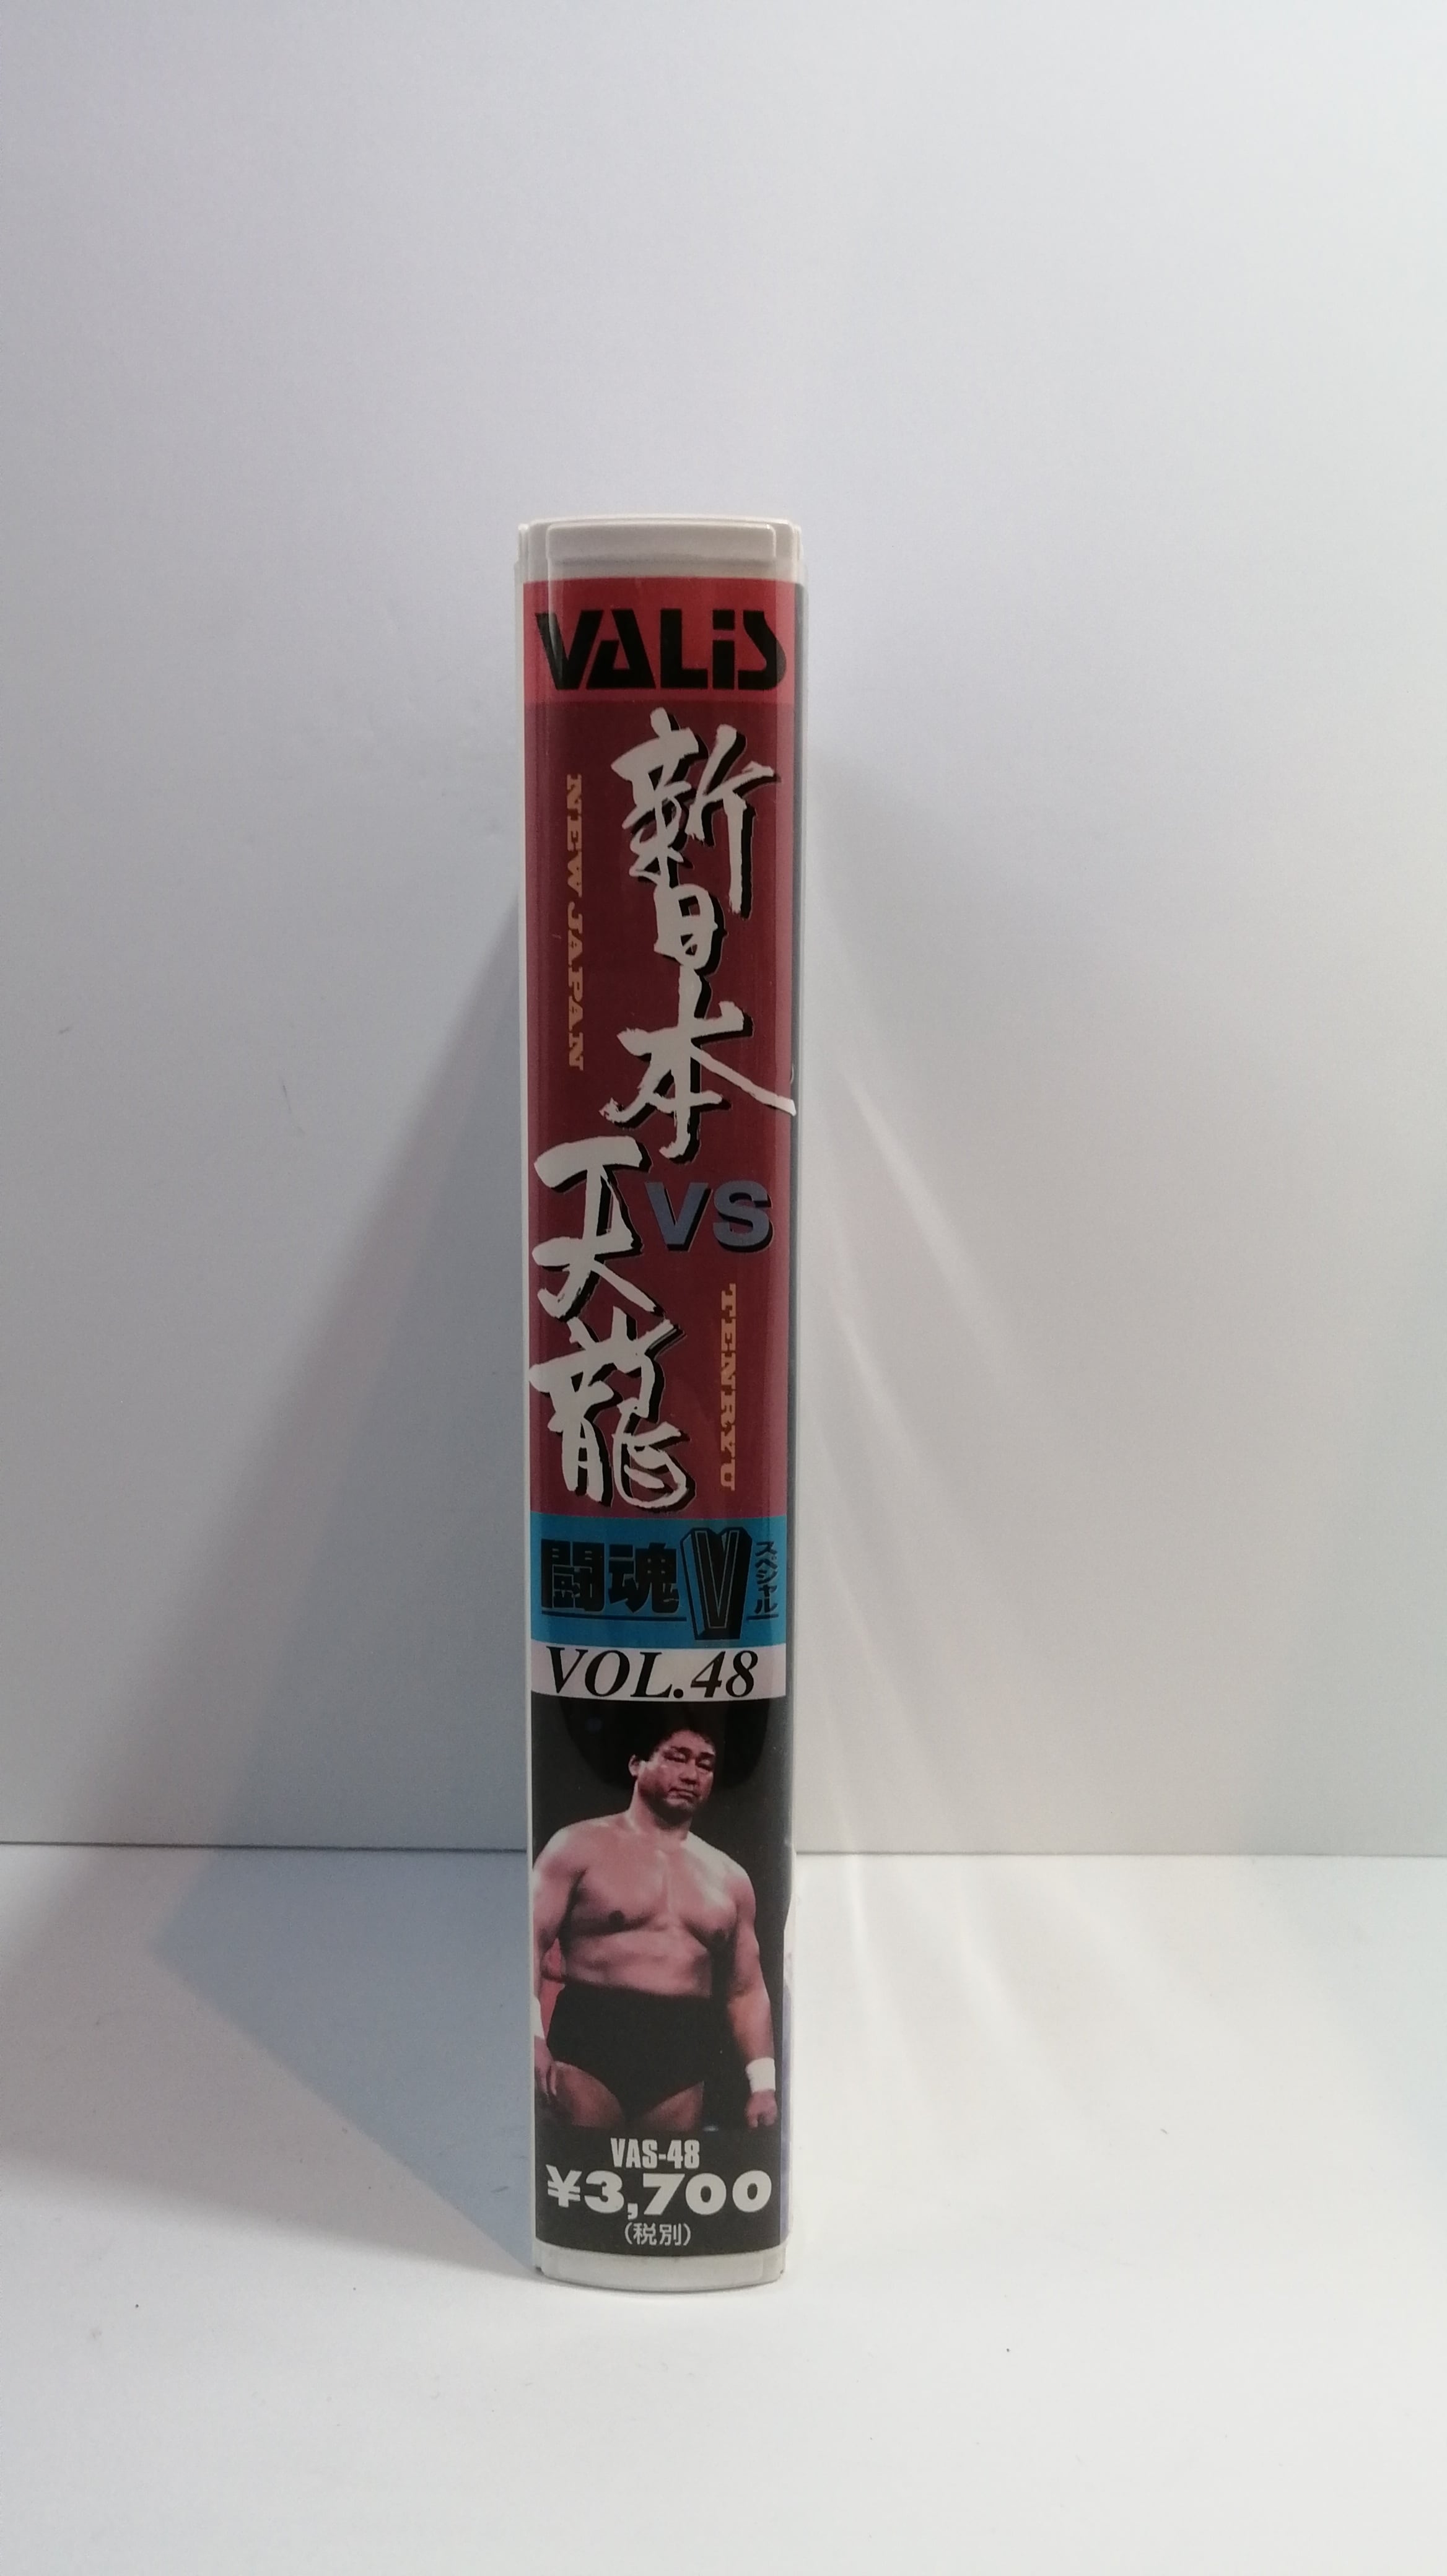 VALIS
新日本
NEW JAPAN
VS
天龍
TENRYU
闘魂Vスペシャル
VOL.48
VAS-48
¥3,700
(税別)